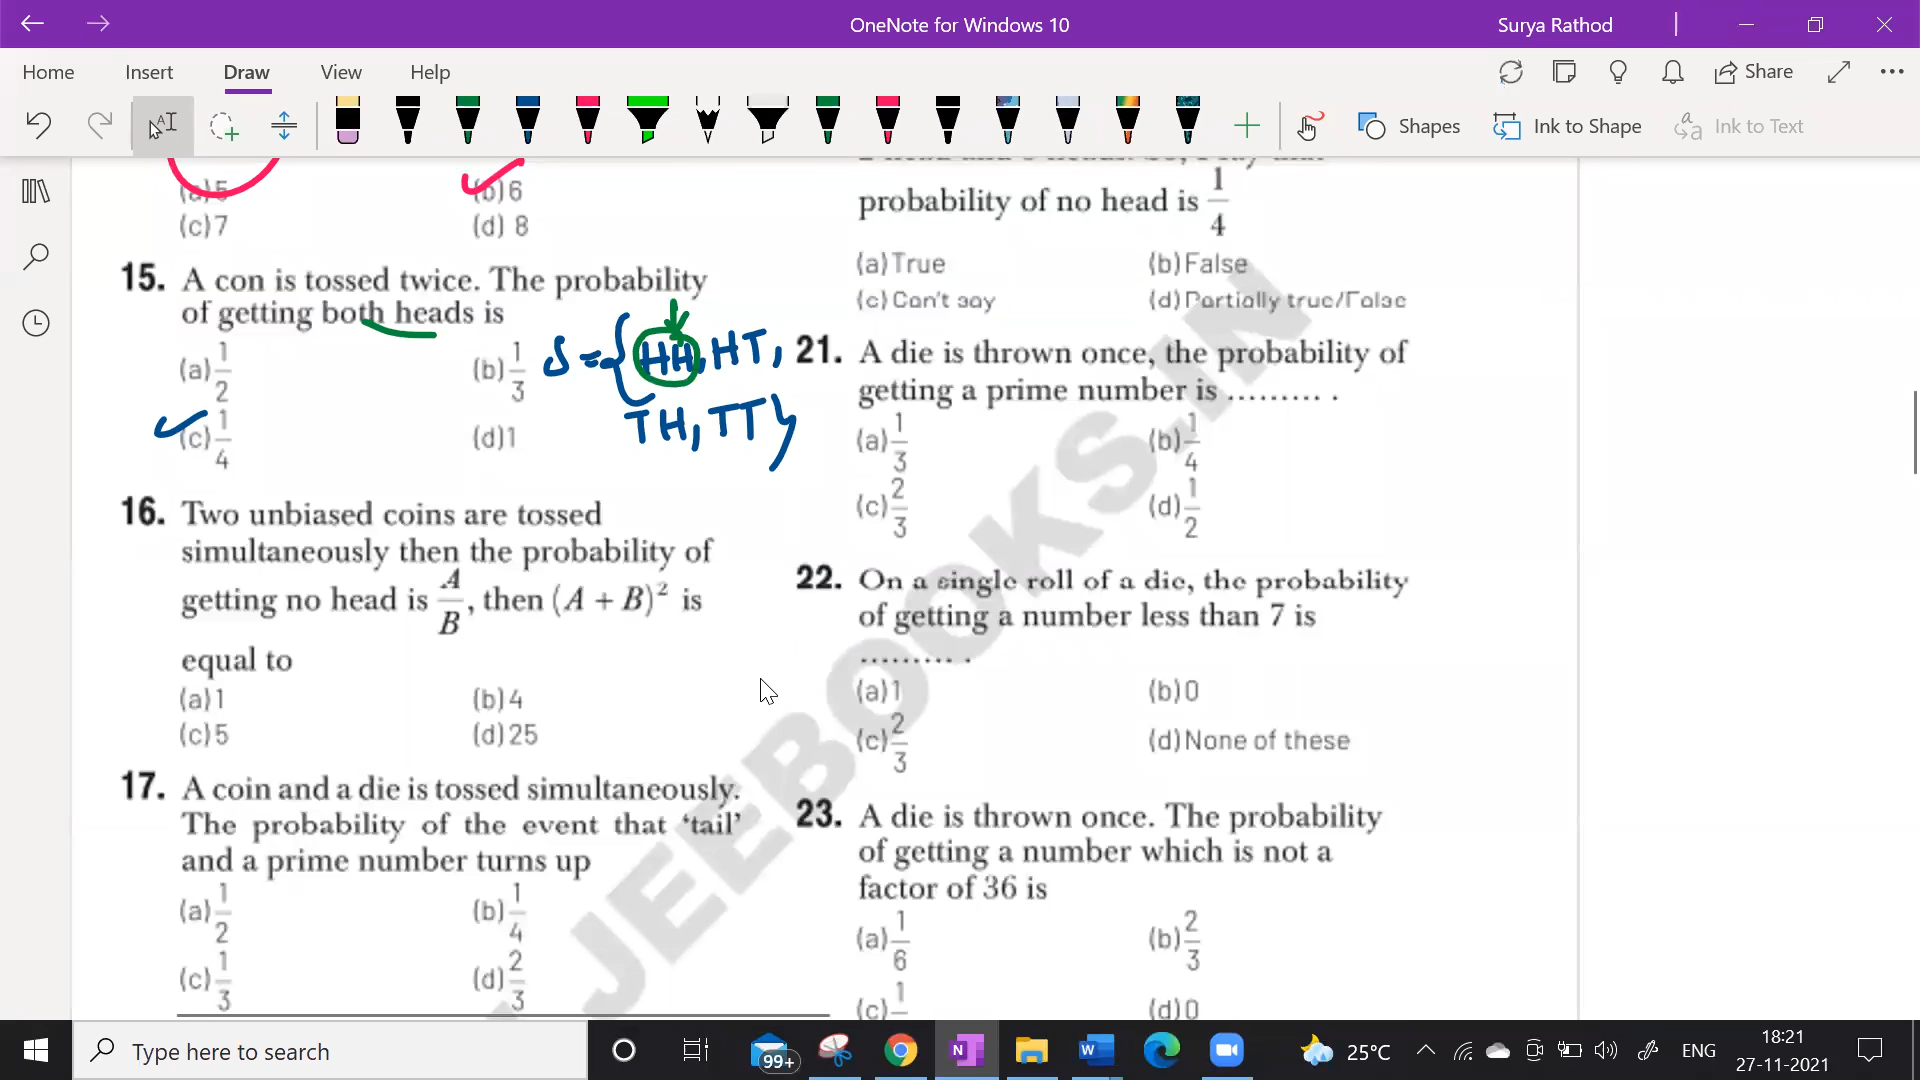 OneNote for Windows 10
Surya Rathod
Home Insert Draw View Help
Share
Shapes
Ink to Shape
Ink to Text
(a) 5 (b) 6
(c) 7 (d) 8
15. A con is tossed twice. The probability
of getting both heads is
(a) 1/2 (b) 1/3
(c) 1/4 (d) 1
S = {HH, HT,
TH, TT}
16. Two unbiased coins are tossed
simultaneously then the probability of
getting no head is A/B, then (A + B)² is
equal to
(a) 1 (b) 4
(c) 5 (d) 25
17. A coin and a die is tossed simultaneously.
The probability of the event that ‘tail’
and a prime number turns up
(a) 1/2 (b) 1/4
(c) 1/3 (d) 2/3
probability of no head is 1/4
(a) True (b) False
(c) Can't say (d) Partially true/False
21. A die is thrown once, the probability of
getting a prime number is ......... .
(a) 1/3 (b) 1/4
(c) 2/3 (d) 1/2
22. On a single roll of a die, the probability
of getting a number less than 7 is
......... .
(a) 1 (b) 0
(c) 2/3 (d) None of these
23. A die is thrown once. The probability
of getting a number which is not a
factor of 36 is
(a) 1/6 (b) 2/3
(d) 0
JEEBOOKS.IN
Type here to search
99+
25°C
ENG
18:21
27-11-2021